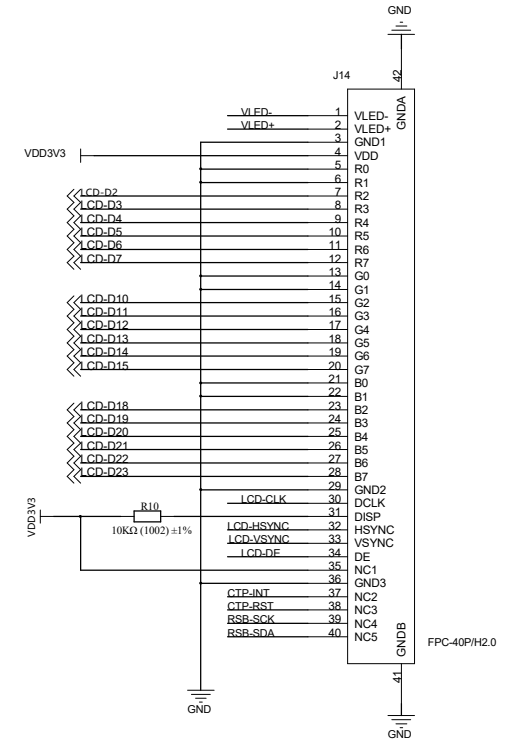 GND
J14
42
GNDA
VLED- 1 VLED-
VLED+ 2 VLED+
3 GND1
VDD3V3 4 VDD
5 R0
6 R1
LCD-D2 7 R2
LCD-D3 8 R3
LCD-D4 9 R4
LCD-D5 10 R5
LCD-D6 11 R6
LCD-D7 12 R7
13 G0
14 G1
LCD-D10 15 G2
LCD-D11 16 G3
LCD-D12 17 G4
LCD-D13 18 G5
LCD-D14 19 G6
LCD-D15 20 G7
21 B0
22 B1
LCD-D18 23 B2
LCD-D19 24 B3
LCD-D20 25 B4
LCD-D21 26 B5
LCD-D22 27 B6
LCD-D23 28 B7
29 GND2
LCD-CLK 30 DCLK
VDD3V3 R10 31 DISP
10KΩ (1002) ±1%
LCD-HSYNC 32 HSYNC
LCD-VSYNC 33 VSYNC
LCD-DE 34 DE
35 NC1
36 GND3
CTP-INT 37 NC2
CTP-RST 38 NC3
RSB-SCK 39 NC4
RSB-SDA 40 NC5
GNDB
FPC-40P/H2.0
41
GND
GND